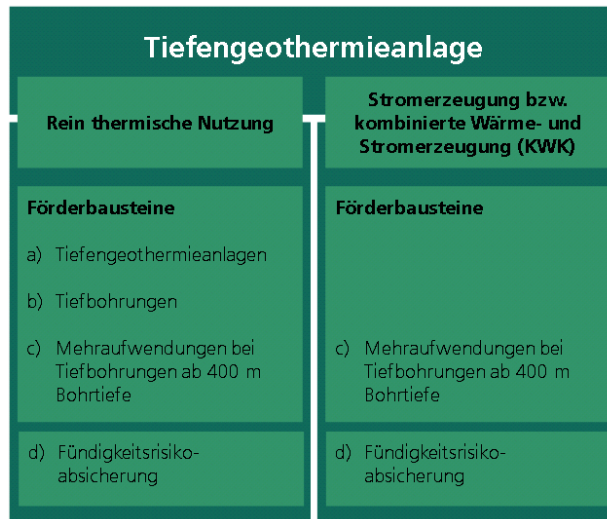 Tiefengeothermieanlage
Rein thermische Nutzung
Stromerzeugung bzw.
kombinierte Wärme- und
Stromerzeugung (KWK)
Förderbausteine
a) Tiefengeothermieanlagen
b) Tiefbohrungen
c) Mehraufwendungen bei
Tiefbohrungen ab 400 m
Bohrtiefe
d) Fündigkeitsrisiko-
absicherung
Förderbausteine
c) Mehraufwendungen bei
Tiefbohrungen ab 400 m
Bohrtiefe
d) Fündigkeitsrisiko-
absicherung